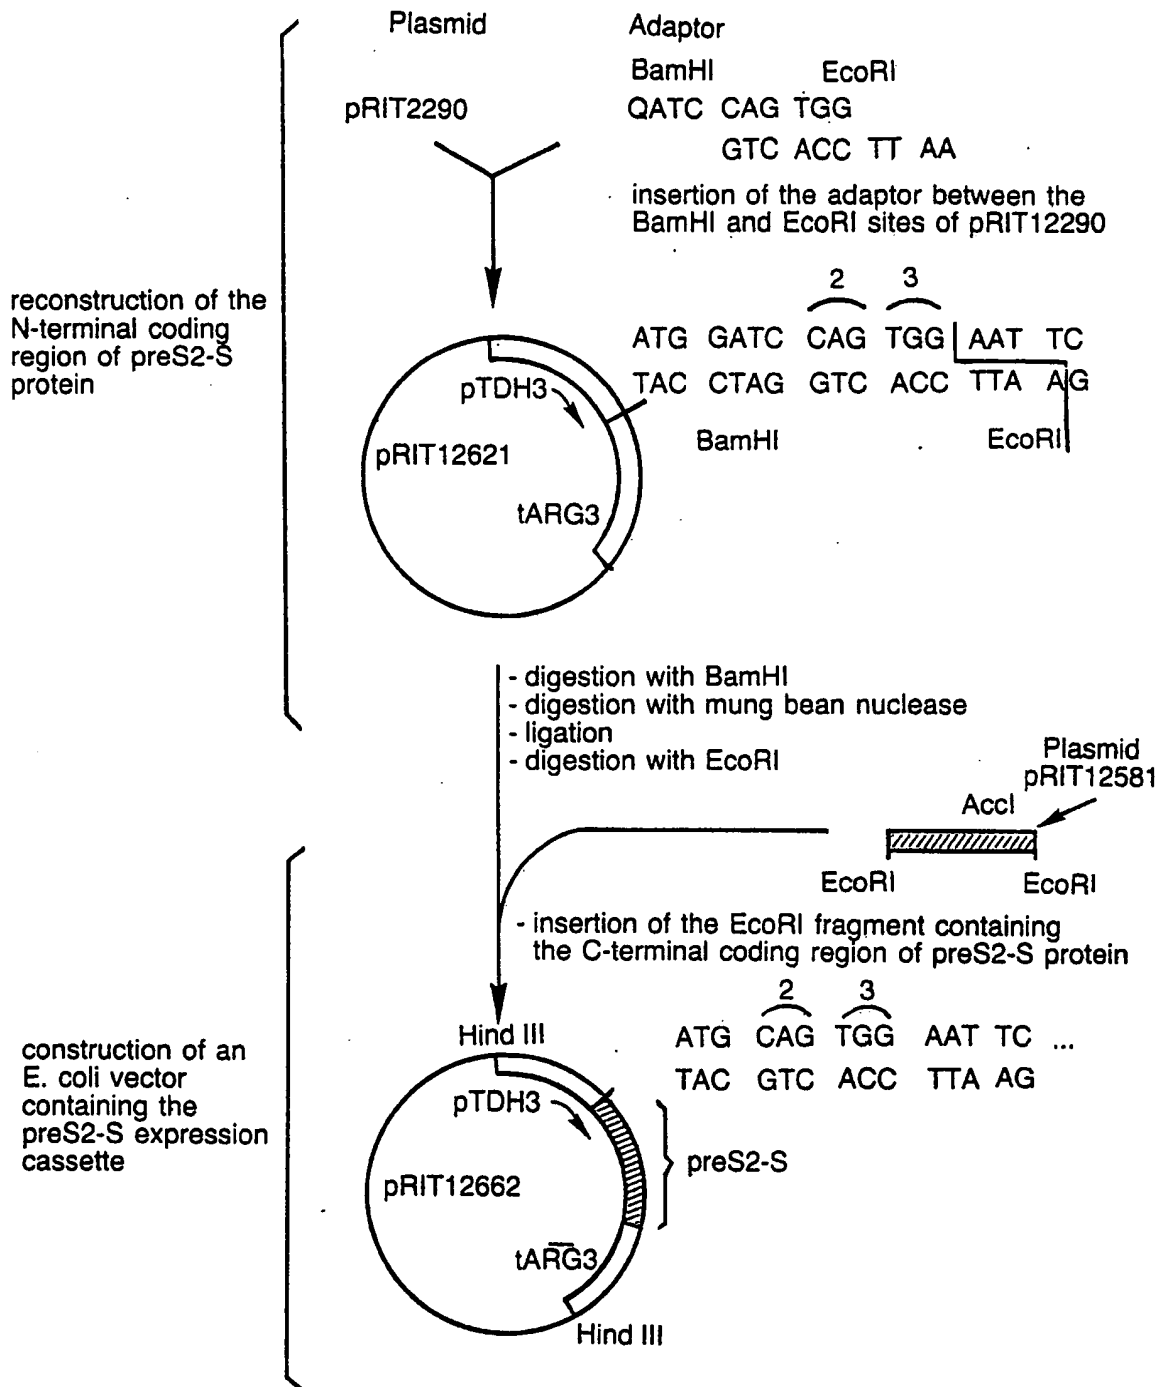 Plasmid
Adaptor
BamHI EcoRI
pRIT2290
QATC CAG TGG
GTC ACC TT AA
insertion of the adaptor between the
BamHI and EcoRI sites of pRIT12290
reconstruction of the
N-terminal coding
region of preS2-S
protein
2 3
ATG GATC CAG TGG AAT TC
TAC CTAG GTC ACC TTA AG
BamHI EcoRI
pTDH3
pRIT12621
tARG3
- digestion with BamHI
- digestion with mung bean nuclease
- ligation
- digestion with EcoRI
Plasmid
pRIT12581
AccI
EcoRI EcoRI
- insertion of the EcoRI fragment containing
the C-terminal coding region of preS2-S protein
2 3
ATG CAG TGG AAT TC ...
TAC GTC ACC TTA AG
construction of an
E. coli vector
containing the
preS2-S expression
cassette
Hind III
pTDH3
preS2-S
pRIT12662
tARG3
Hind III